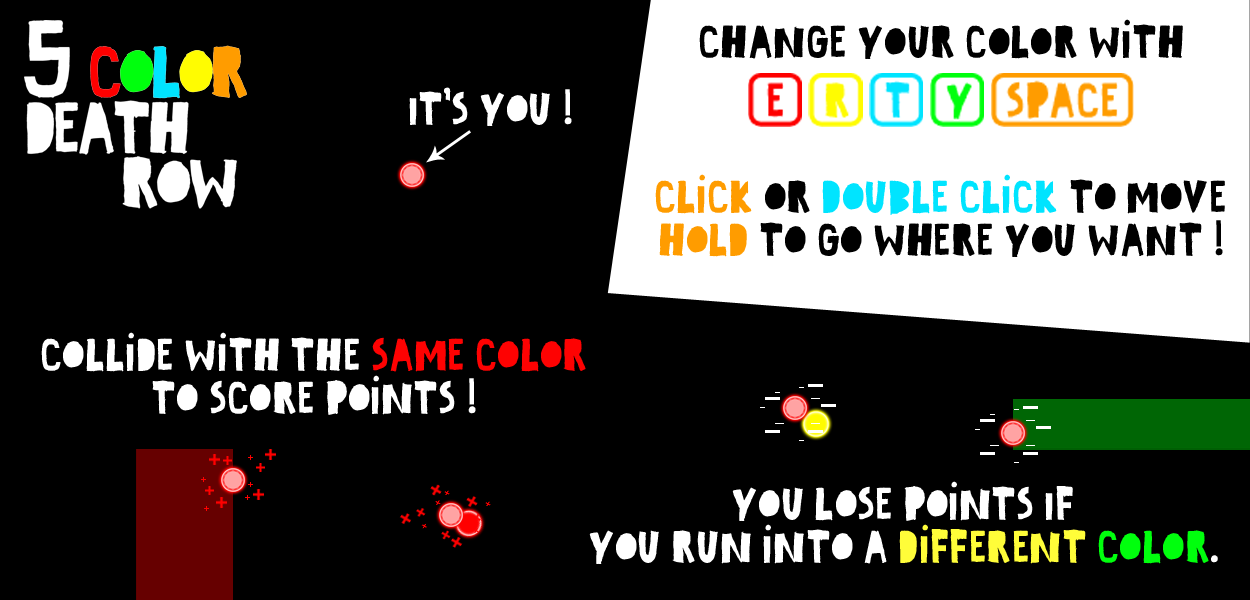 5 COLOR
DEATH
ROW
IT'S YOU !
CHANGE YOUR COLOR WiTH
E R T Y SPACE
CLiCK OR DOUBLE CLiCK TO MOVE
HOLD TO GO WHERE YOU WANT !
COLLiDE WiTH THE SAME COLOR
TO SCORE POiNTS !
YOU LOSE POiNTS IF
YOU RUN iNTO A DiFFERENT COLOR.